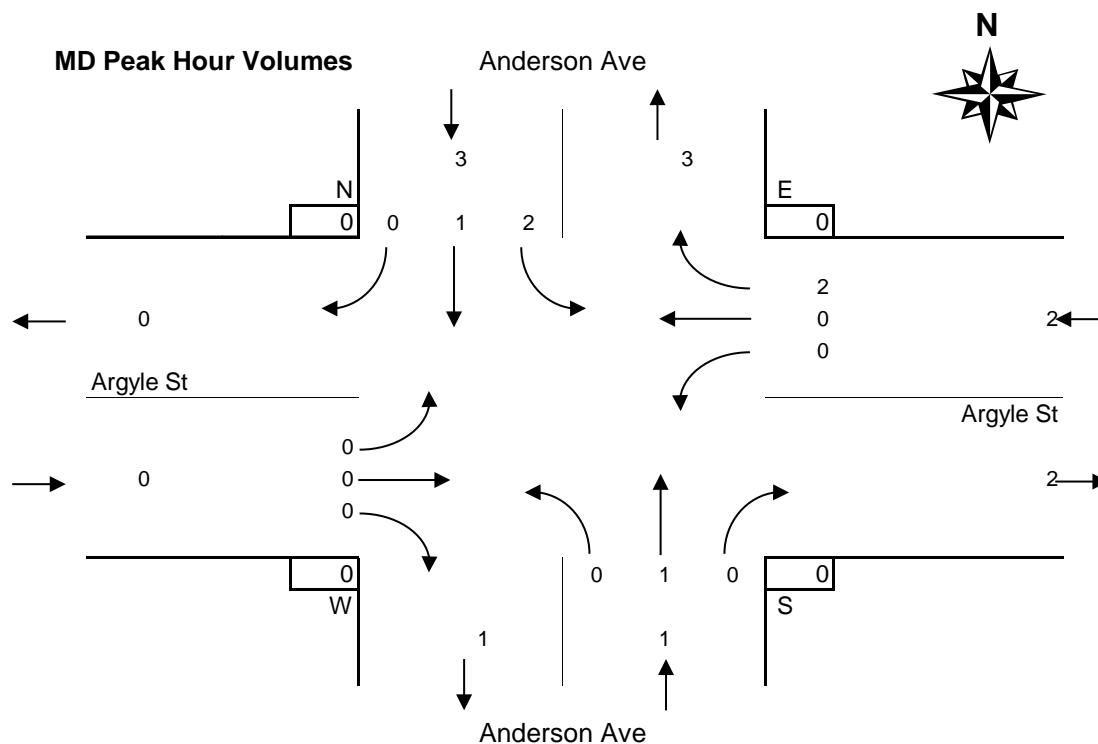 N
MD Peak Hour Volumes Anderson Ave
3 3
N E
0 0 1 2 0
2
0 0 2
0
Argyle St
Argyle St
0
0 0 2
0
0 0 1 0 0
W S
1 1
Anderson Ave